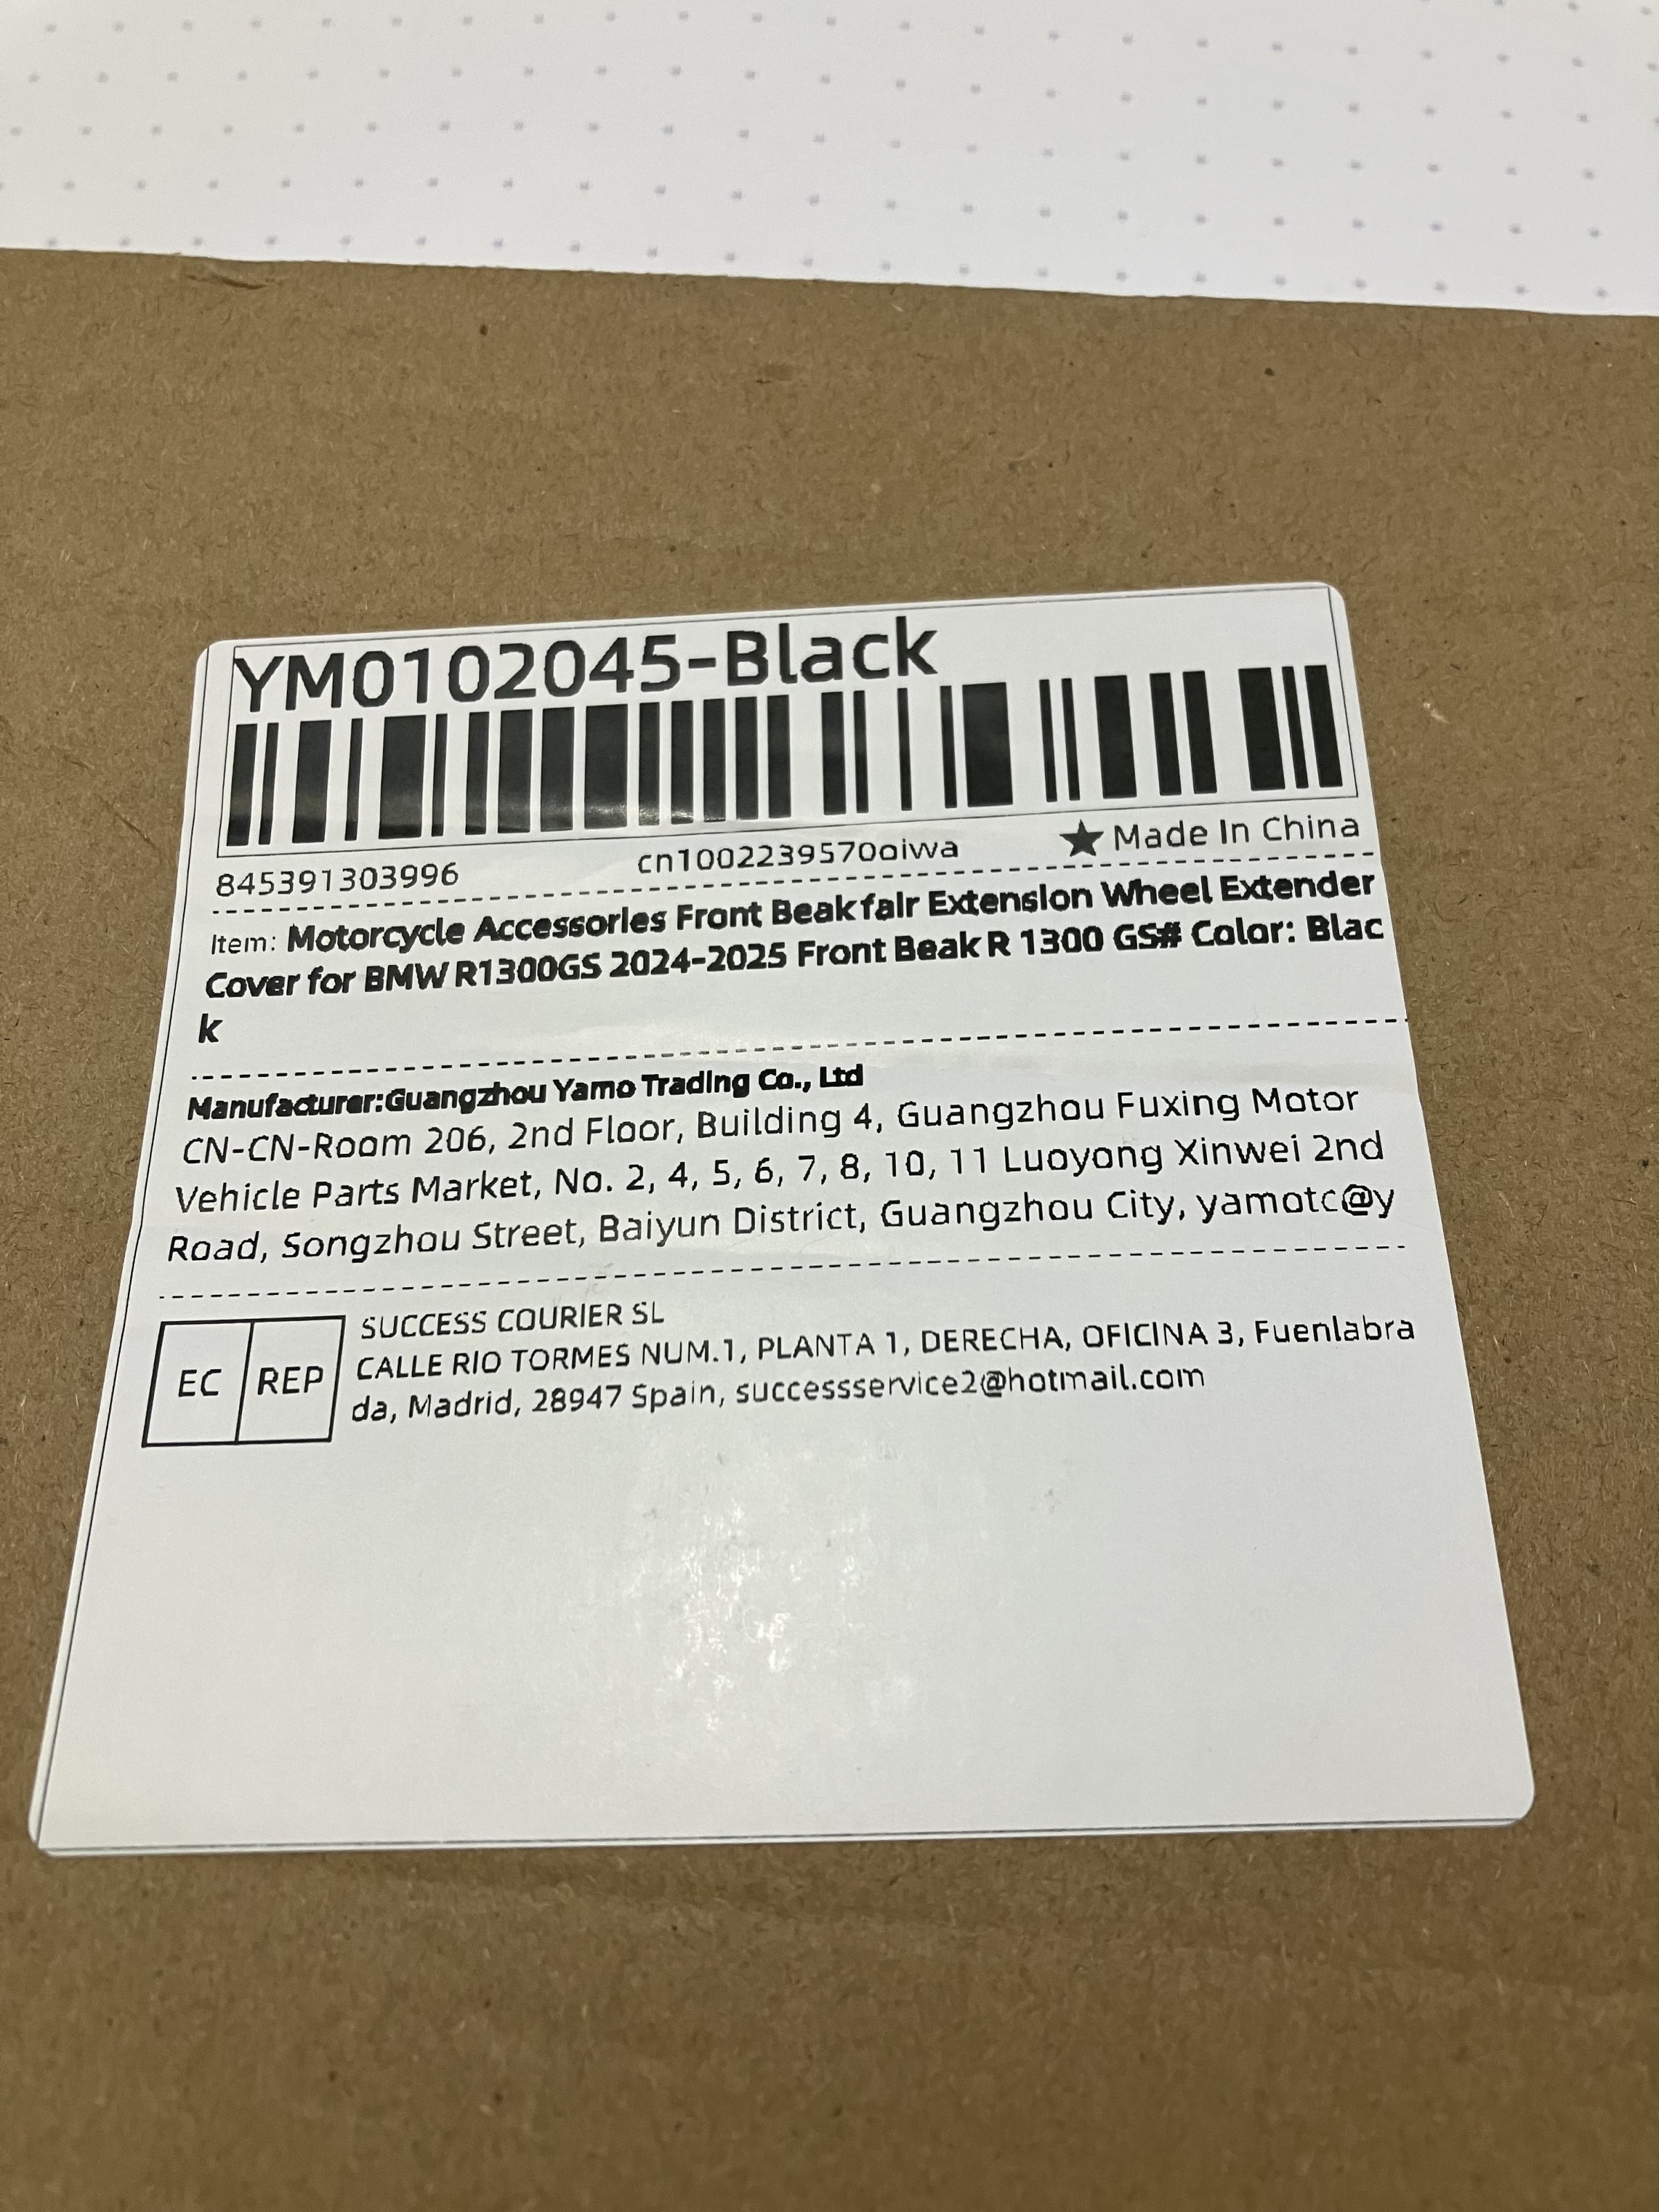 YM0102045-Black
845391303996 cn1002239570oiwa ★ Made In China
Item: Motorcycle Accessories Front Beakfair Extension Wheel Extender
Cover for BMW R1300GS 2024-2025 Front Beak R 1300 GS# Color: Blac
k
Manufacturer:Guangzhou Yamo Trading Co., Ltd
CN-CN-Room 206, 2nd Floor, Building 4, Guangzhou Fuxing Motor
Vehicle Parts Market, No. 2, 4, 5, 6, 7, 8, 10, 11 Luoyong Xinwei 2nd
Road, Songzhou Street, Baiyun District, Guangzhou City, yamotc@y
EC REP
SUCCESS COURIER SL
CALLE RIO TORMES NUM.1, PLANTA 1, DERECHA, OFICINA 3, Fuenlabra
da, Madrid, 28947 Spain, successservice2@hotmail.com